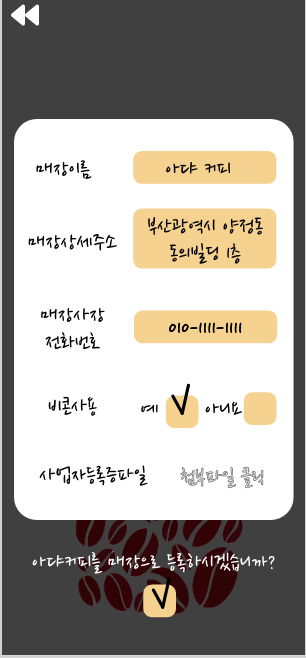 매장이름
아댜 커피
매장상세주소
부산광역시 양정동
동의빌딩 1층
매장사장
전화번호
010-1111-1111
비콘사용
예
아니요
사업자등록증파일
첨부파일 클릭
아댜커피를 매장으로 등록하시겠습니까?